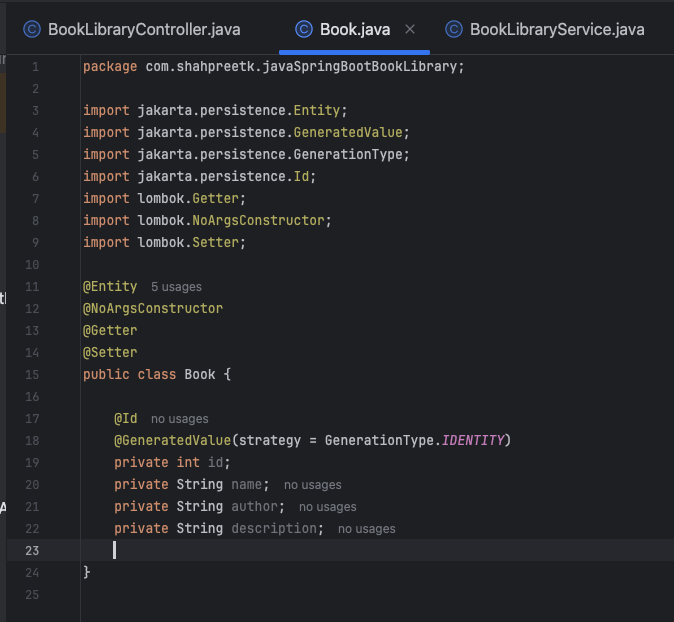 BookLibraryController.java Book.java BookLibraryService.java
1 package com.shahpreetk.javaSpringBootBookLibrary;
2
3 import jakarta.persistence.Entity;
4 import jakarta.persistence.GeneratedValue;
5 import jakarta.persistence.GenerationType;
6 import jakarta.persistence.Id;
7 import lombok.Getter;
8 import lombok.NoArgsConstructor;
9 import lombok.Setter;
10
11 @Entity 5 usages
12 @NoArgsConstructor
13 @Getter
14 @Setter
15 public class Book {
16
17 @Id no usages
18 @GeneratedValue(strategy = GenerationType.IDENTITY)
19 private int id;
20 private String name; no usages
21 private String author; no usages
22 private String description; no usages
23
24 }
25